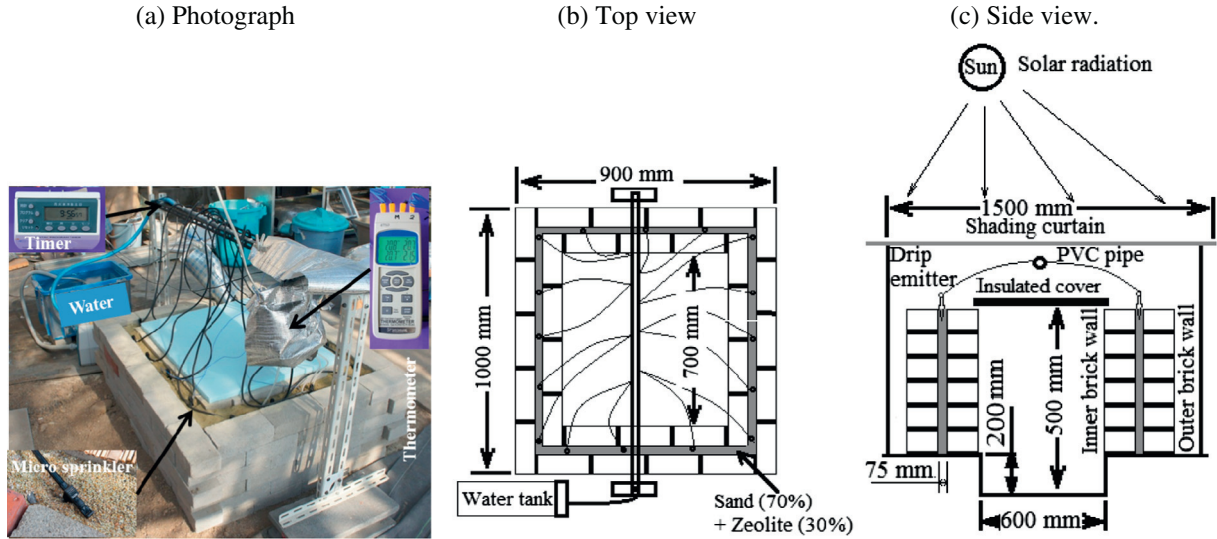 (a) Photograph
(b) Top view
(c) Side view.
Timer
Water
Micro sprinkler
Thermometer
900 mm
1000 mm
700 mm
Water tank
Sand (70%)
+ Zeolite (30%)
Sun
Solar radiation
1500 mm
Shading curtain
Drip
emitter
PVC pipe
Insulated cover
200 mm
500 mm
Inner brick wall
Outer brick wall
75 mm
600 mm